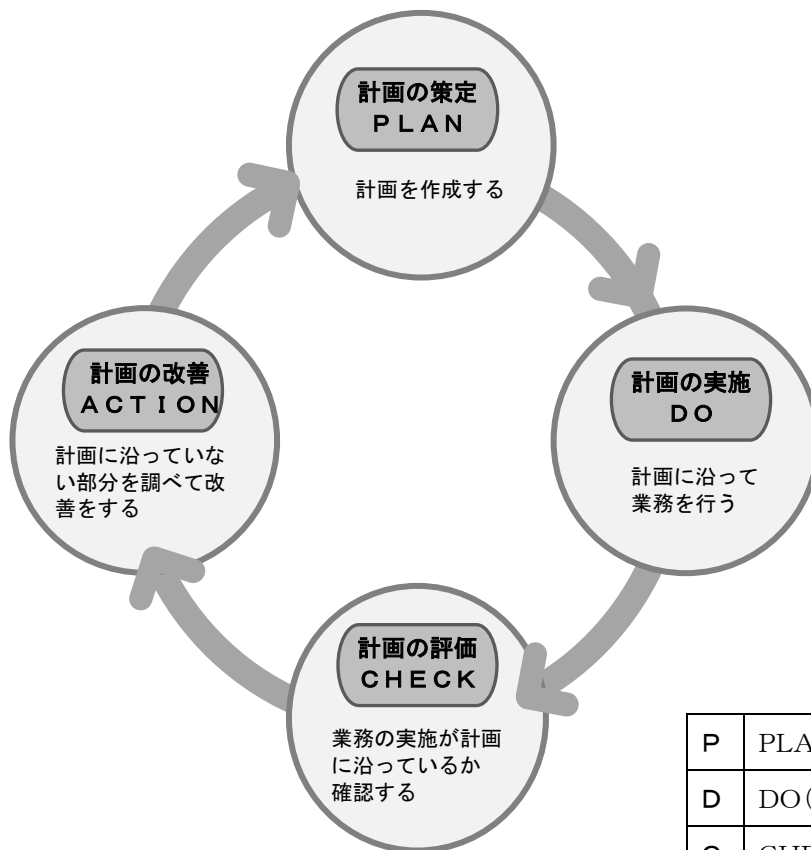 計画の策定
ＰＬＡＮ
計画を作成する
計画の実施
ＤＯ
計画に沿って
業務を行う
計画の評価
ＣＨＥＣＫ
業務の実施が計画
に沿っているか
確認する
計画の改善
ＡＣＴＩＯＮ
計画に沿っていな
い部分を調べて改
善をする
Ｐ PLA
Ｄ DO(